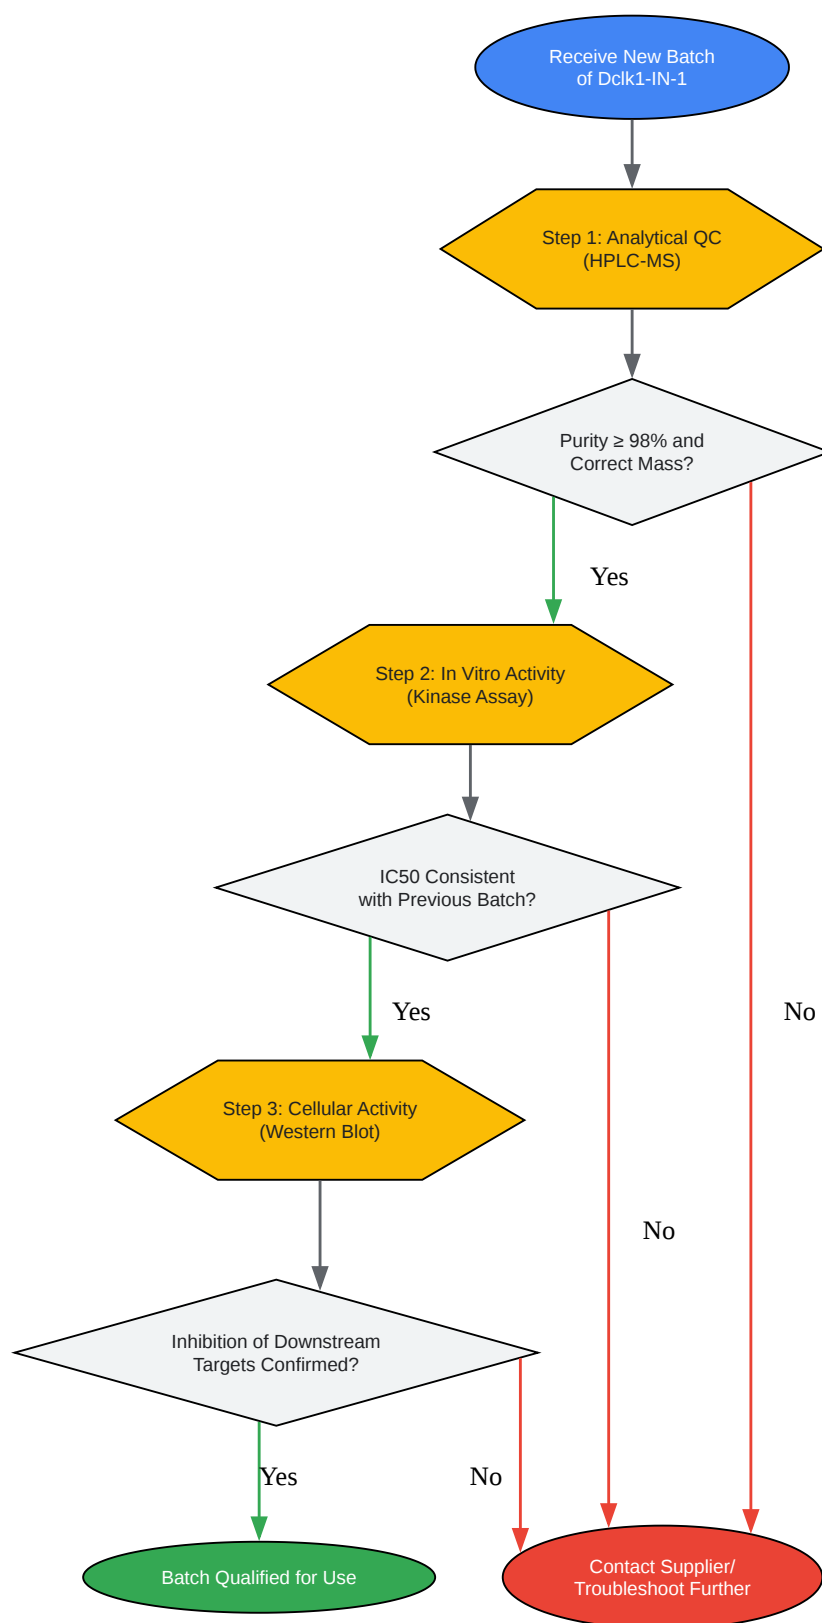 Receive New Batch
of Dclk1-IN-1
Step 1: Analytical QC
(HPLC-MS)
Purity ≥ 98% and
Correct Mass?
Yes
Step 2: In Vitro Activity
(Kinase Assay)
IC50 Consistent
with Previous Batch?
Yes
No
Step 3: Cellular Activity
(Western Blot)
No
Inhibition of Downstream
Targets Confirmed?
Yes
No
Batch Qualified for Use
Contact Supplier/
Troubleshoot Further